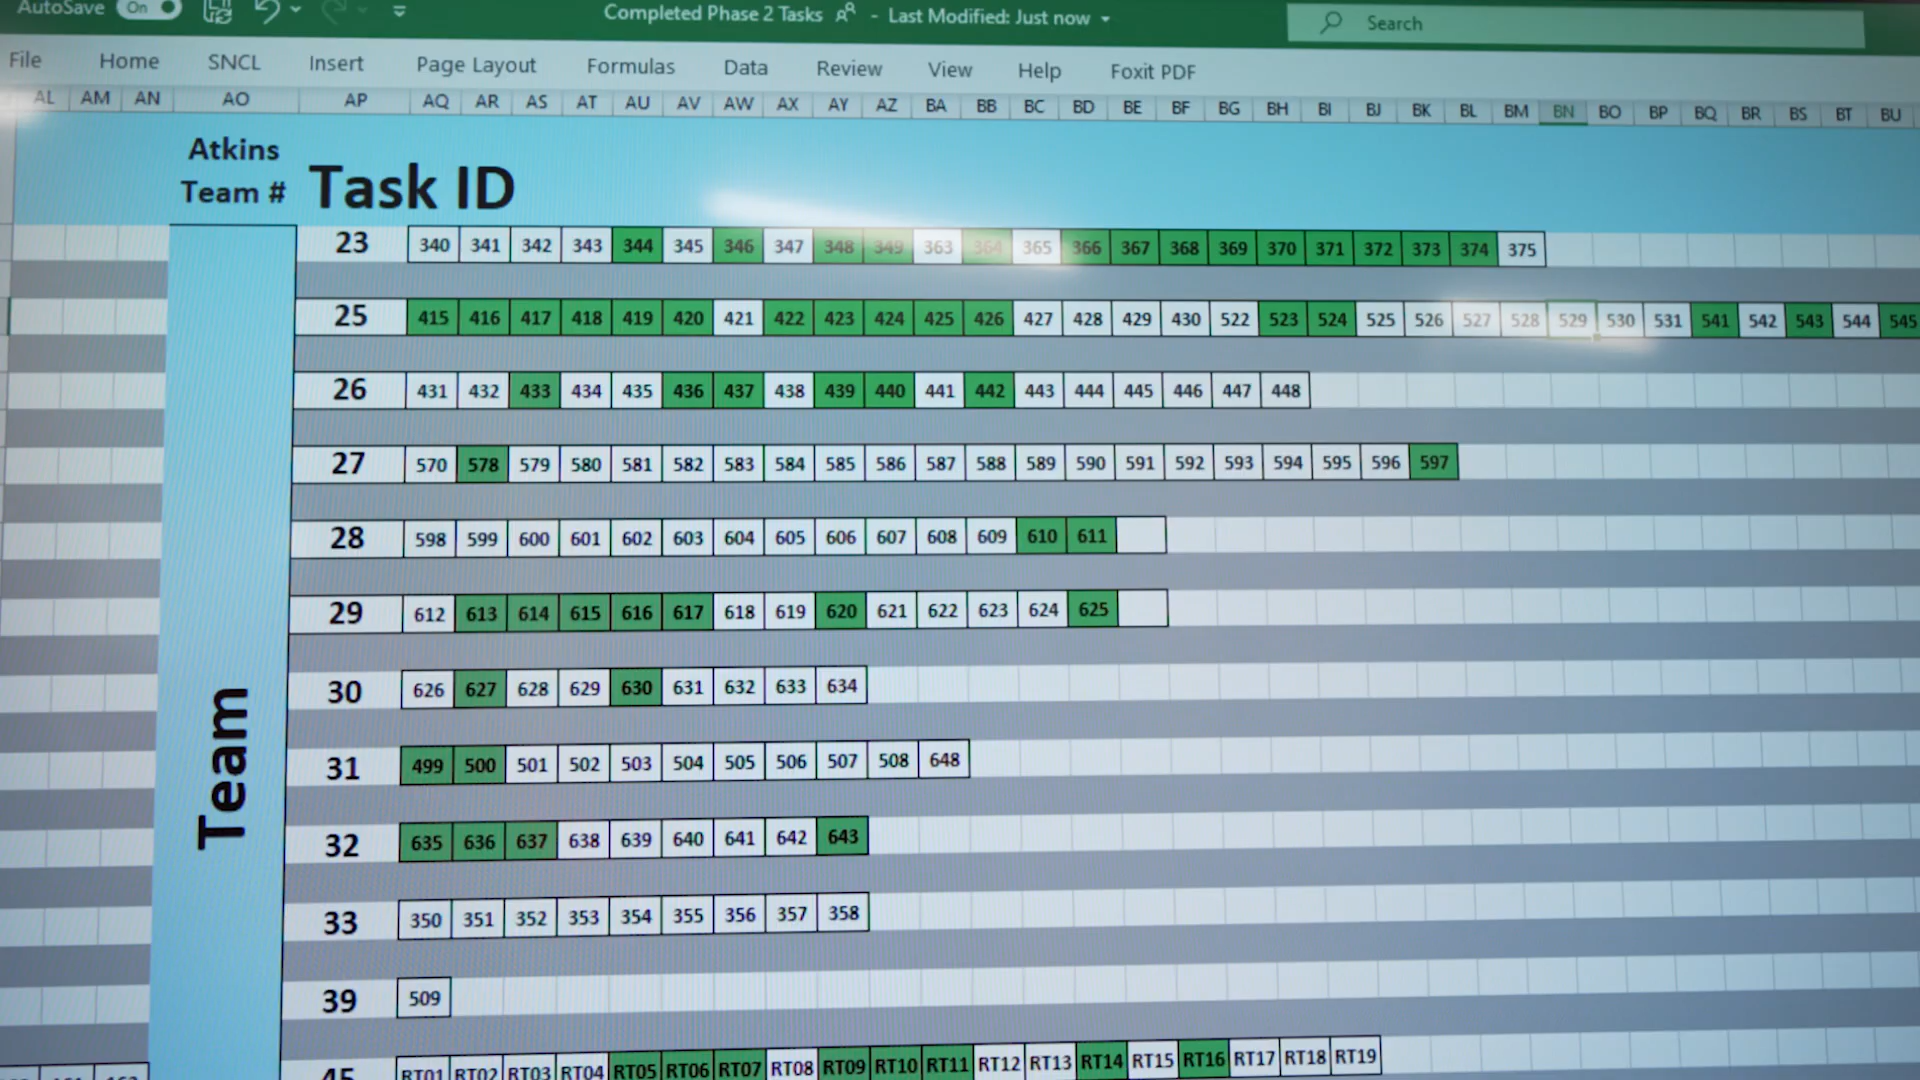 AutoSave On Completed Phase 2 Tasks - Last Modified: Just now Search
File Home SNCL Insert Page Layout Formulas Data Review View Help Foxit PDF
AL AM AN AO AP AQ AR AS AT AU AV AW AX AY AZ BA BB BC BD BE BF BG BH BI BJ BK BL BM BN BO BP BQ BR BS BT BU
Atkins
Team # Task ID
23 340 341 342 343 344 345 346 347 348 349 363 364 365 366 367 368 369 370 371 372 373 374 375
25 415 416 417 418 419 420 421 422 423 424 425 426 427 428 429 430 522 523 524 525 526 527 528 529 530 531 541 542 543 544 545
26 431 432 433 434 435 436 437 438 439 440 441 442 443 444 445 446 447 448
27 570 578 579 580 581 582 583 584 585 586 587 588 589 590 591 592 593 594 595 596 597
28 598 599 600 601 602 603 604 605 606 607 608 609 610 611
29 612 613 614 615 616 617 618 619 620 621 622 623 624 625
30 626 627 628 629 630 631 632 633 634
Team
31 499 500 501 502 503 504 505 506 507 508 648
32 635 636 637 638 639 640 641 642 643
33 350 351 352 353 354 355 356 357 358
39 509
45 RT01 RT02 RT03 RT04 RT05 RT06 RT07 RT08 RT09 RT10 RT11 RT12 RT13 RT14 RT15 RT16 RT17 RT18 RT19